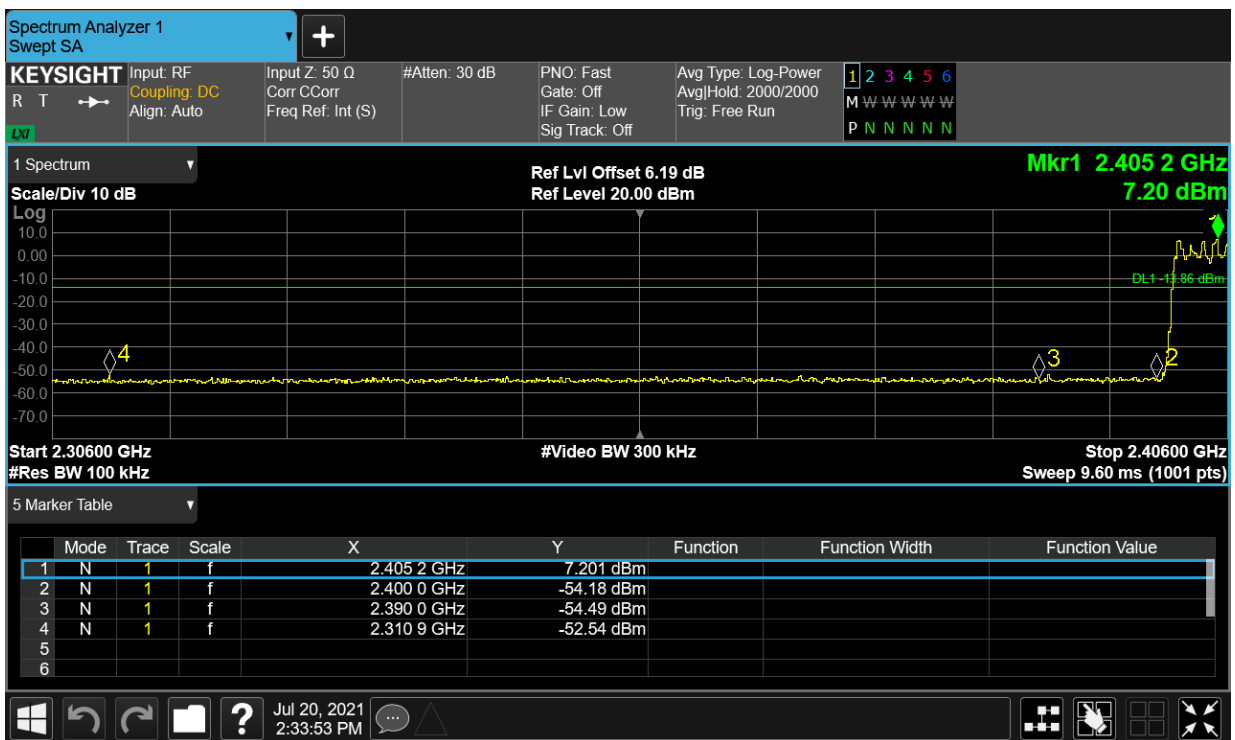 Spectrum Analyzer 1
Swept SA
+
KEYSIGHT
R T
LXI
Input: RF
Coupling: DC
Align: Auto
Input Z: 50 Ω
Corr CCorr
Freq Ref: Int (S)
#Atten: 30 dB
PNO: Fast
Gate: Off
IF Gain: Low
Sig Track: Off
Avg Type: Log-Power
Avg|Hold: 2000/2000
Trig: Free Run
1 2 3 4 5 6
M W W W W W
P N N N N N
1 Spectrum
Scale/Div 10 dB
Ref Lvl Offset 6.19 dB
Ref Level 20.00 dBm
Mkr1 2.405 2 GHz
7.20 dBm
Log
10.0
0.00
-10.0
-20.0
-30.0
-40.0
-50.0
-60.0
-70.0
DL1 -13.86 dBm
4
3
2
Start 2.30600 GHz
#Video BW 300 kHz
Stop 2.40600 GHz
#Res BW 100 kHz
Sweep 9.60 ms (1001 pts)
5 Marker Table
Mode Trace Scale X Y Function Function Width Function Value
1 N 1 f 2.405 2 GHz 7.201 dBm
2 N 1 f 2.400 0 GHz -54.18 dBm
3 N 1 f 2.390 0 GHz -54.49 dBm
4 N 1 f 2.310 9 GHz -52.54 dBm
5
6
?
Jul 20, 2021
2:33:53 PM